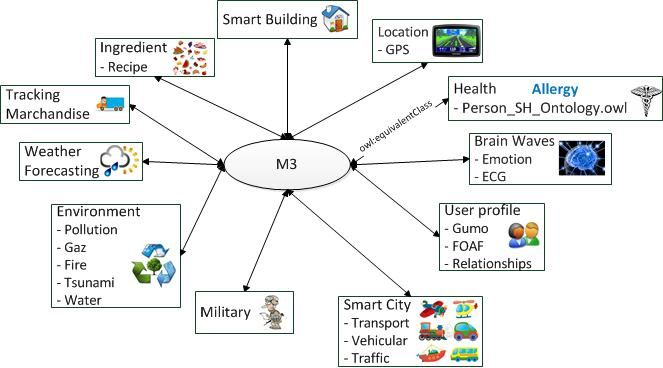 Smart Building
Ingredient
- Recipe
Location
- GPS
Tracking
Marchandise
Health Allergy
- Person_SH_Ontology.owl
owl:equivalentClass
Weather
Forecasting
M3
Brain Waves
- Emotion
- ECG
Environment
- Pollution
- Gaz
- Fire
- Tsunami
- Water
User profile
- Gumo
- FOAF
- Relationships
Military
Smart City
- Transport
- Vehicular
- Traffic